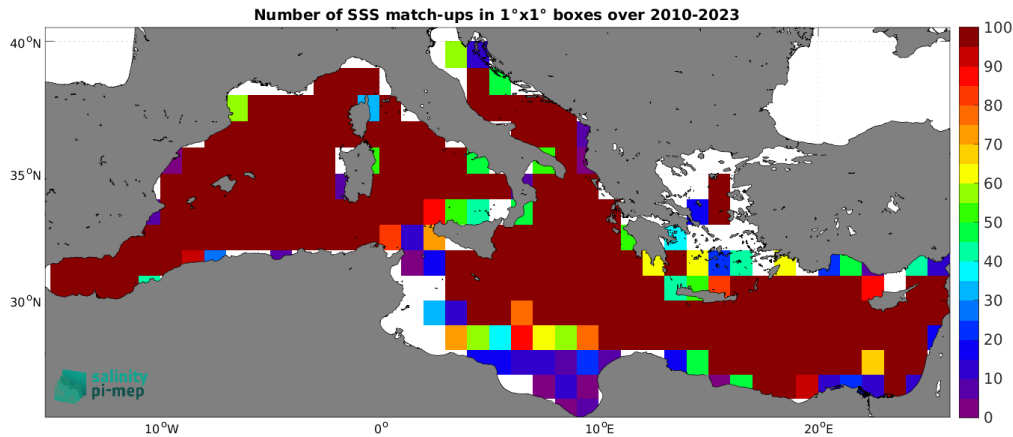 Number of SSS match-ups in 1°x1° boxes over 2010-2023
40°N
35°N
30°N
10°W
0°
10°E
20°E
100
90
80
70
60
50
40
30
20
10
0
salinity
pi-mep